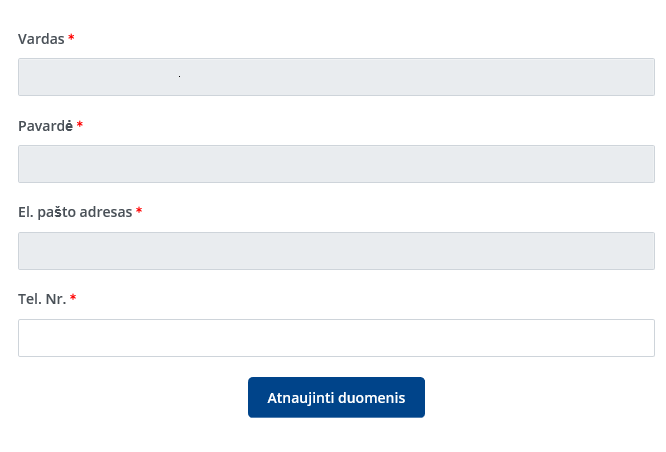 Vardas *
Pavardė *
El. pašto adresas *
Tel. Nr. *
Atnaujinti duomenis